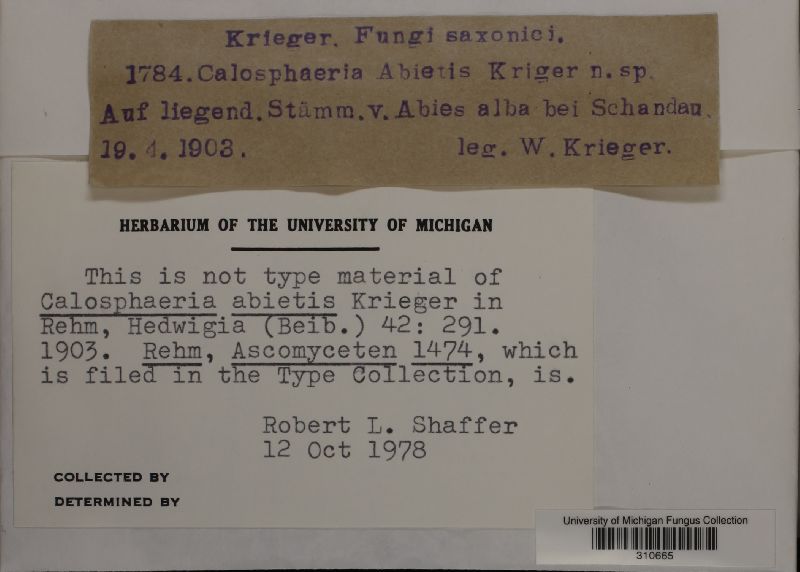 Krieger. Fungi saxonici.
1784. Calosphaeria Abietis Kriger n. sp.
Auf liegend. Stämm. v. Abies alba bei Schandau.
19. 4. 1903. leg. W. Krieger.
HERBARIUM OF THE UNIVERSITY OF MICHIGAN
This is not type material of
Calosphaeria abietis Krieger in
Rehm, Hedwigia (Beib.) 42: 291.
1903. Rehm, Ascomyceten 1474, which
is filed in the Type Collection, is.
Robert L. Shaffer
12 Oct 1978
COLLECTED BY
DETERMINED BY
University of Michigan Fungus Collection
310665